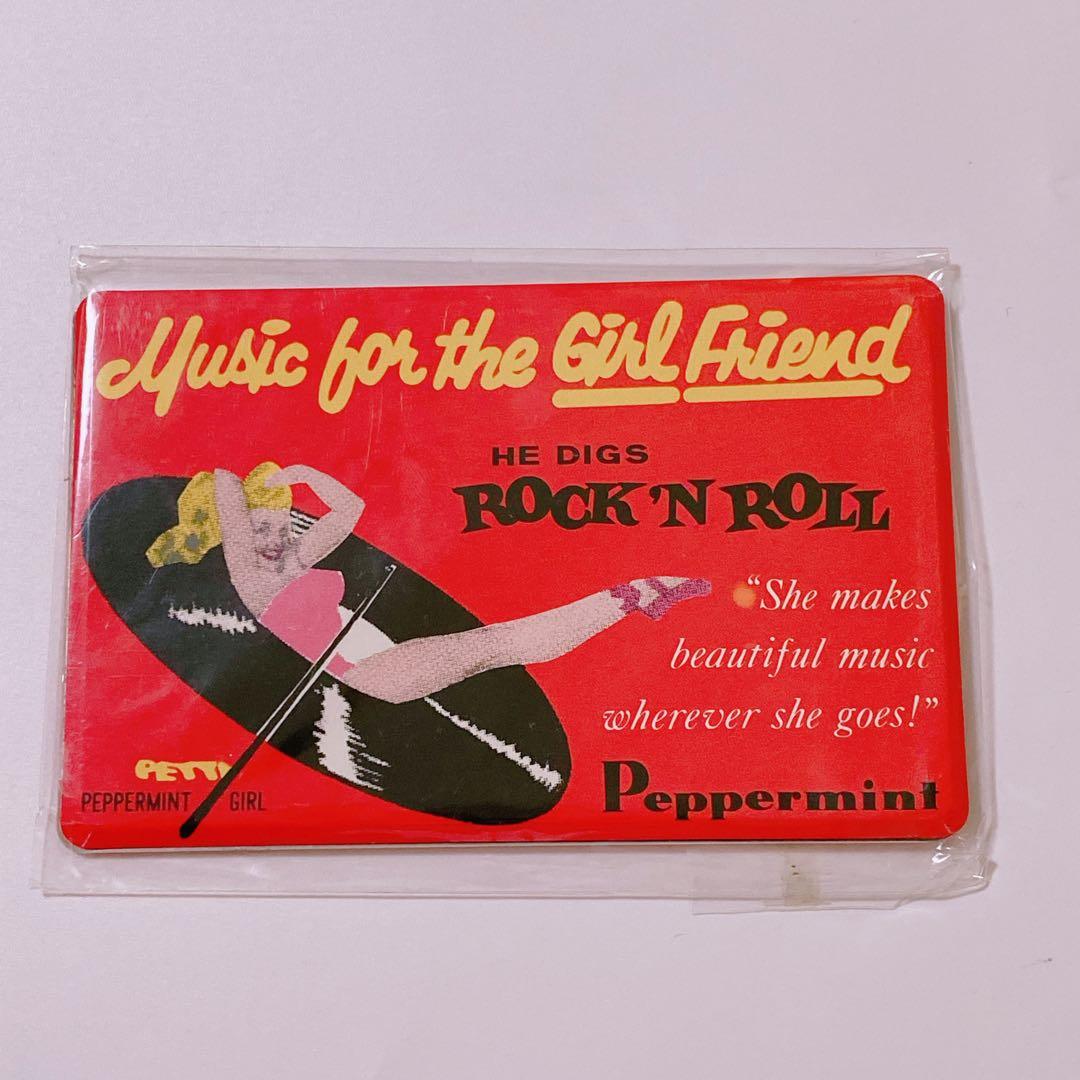 Music for the Girl Friend
HE DIGS
ROCK 'N ROLL
"She makes
beautiful music
wherever she goes!"
PEPPERMINT GIRL
Peppermint